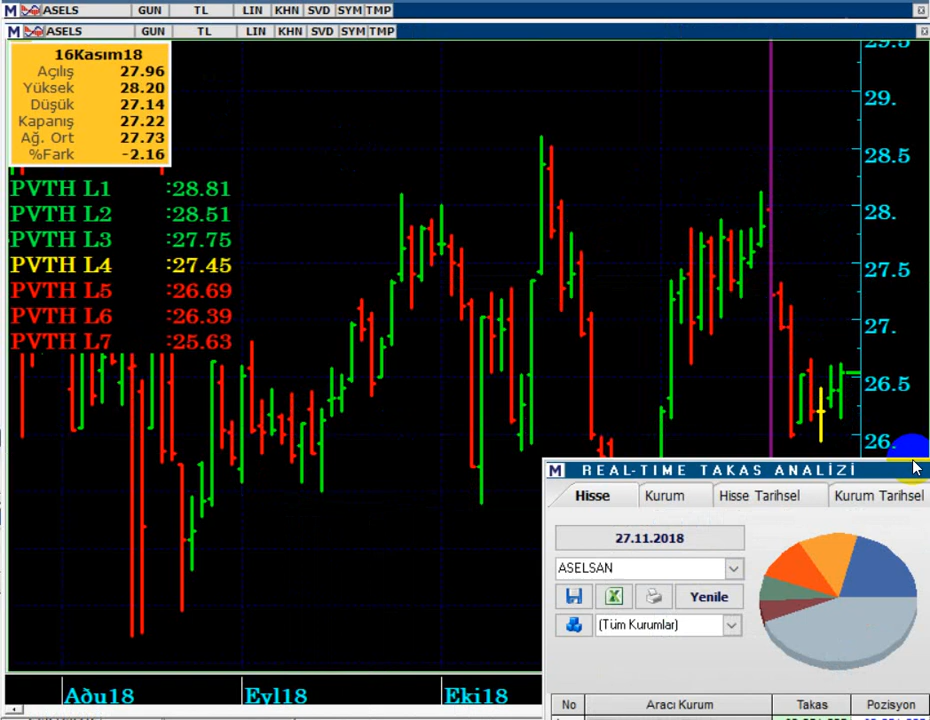 M ASELS GUN TL LIN KHN SVD SYM TMP
M ASELS GUN TL LIN KHN SVD SYM TMP
16Kasım18
Açılış 27.96
Yüksek 28.20
Düşük 27.14
Kapanış 27.22
Ağ. Ort 27.73
%Fark -2.16
PVTH L1 :28.81
PVTH L2 :28.51
PVTH L3 :27.75
PVTH L4 :27.45
PVTH L5 :26.69
PVTH L6 :26.39
PVTH L7 :25.63
29.5
29.
28.5
28.
27.5
27.
26.5
26.
Aðu18 Eyl18 Eki18
M REAL-TIME TAKAS ANALİZİ
Hisse Kurum Hisse Tarihsel Kurum Tarihsel
27.11.2018
ASELSAN
Yenile
(Tüm Kurumlar)
No Aracı Kurum Takas Pozisyon